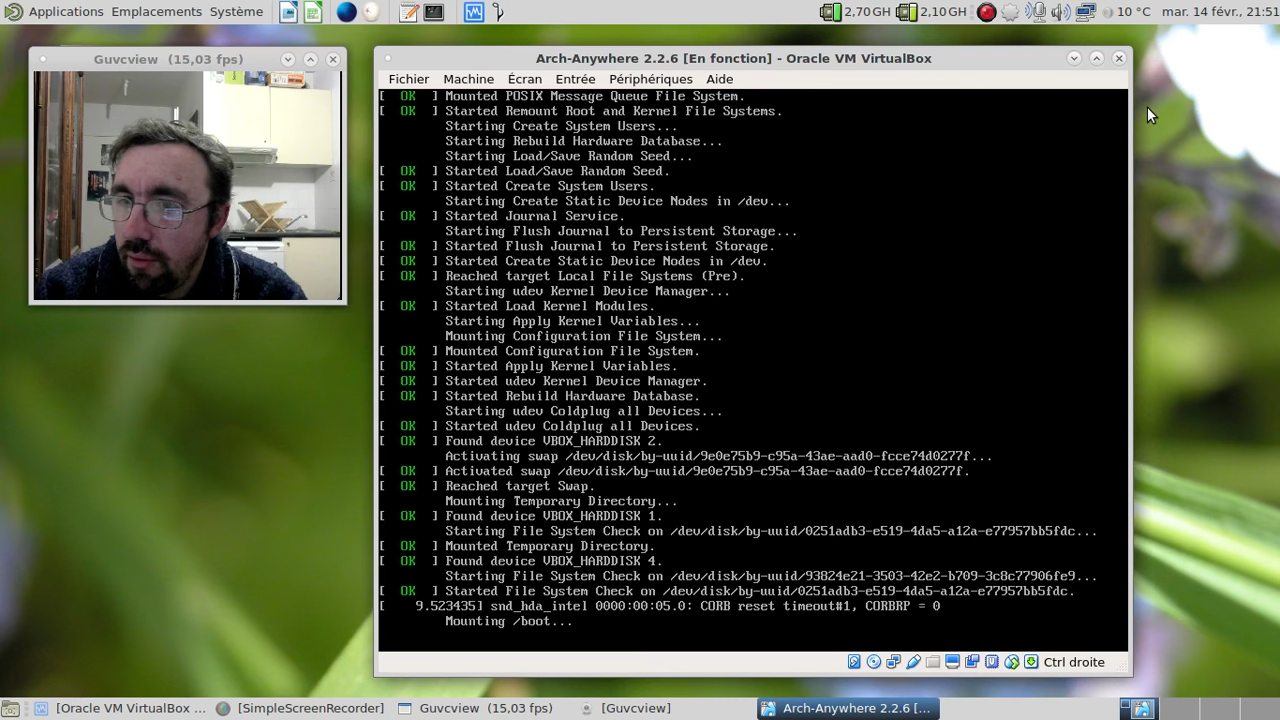 Applications Emplacements Système 2,70 GH 2,10 GH 10 °C mar. 14 févr., 21:51
Guvcview (15,03 fps)
Arch-Anywhere 2.2.6 [En fonction] - Oracle VM VirtualBox
Fichier Machine Écran Entrée Périphériques Aide
[ OK ] Mounted POSIX Message Queue File System.
[ OK ] Started Remount Root and Kernel File Systems.
Starting Create System Users...
Starting Rebuild Hardware Database...
Starting Load/Save Random Seed...
[ OK ] Started Load/Save Random Seed.
[ OK ] Started Create System Users.
Starting Create Static Device Nodes in /dev...
[ OK ] Started Journal Service.
Starting Flush Journal to Persistent Storage...
[ OK ] Started Flush Journal to Persistent Storage.
[ OK ] Started Create Static Device Nodes in /dev.
[ OK ] Reached target Local File Systems (Pre).
Starting udev Kernel Device Manager...
[ OK ] Started Load Kernel Modules.
Starting Apply Kernel Variables...
Mounting Configuration File System...
[ OK ] Mounted Configuration File System.
[ OK ] Started Apply Kernel Variables.
[ OK ] Started udev Kernel Device Manager.
[ OK ] Started Rebuild Hardware Database.
Starting udev Coldplug all Devices...
[ OK ] Started udev Coldplug all Devices.
[ OK ] Found device VBOX_HARDDISK 2.
Activating swap /dev/disk/by-uuid/9e0e75b9-c95a-43ae-aad0-fcce74d0277f...
[ OK ] Activated swap /dev/disk/by-uuid/9e0e75b9-c95a-43ae-aad0-fcce74d0277f.
[ OK ] Reached target Swap.
Mounting Temporary Directory...
[ OK ] Found device VBOX_HARDDISK 1.
Starting File System Check on /dev/disk/by-uuid/0251adb3-e519-4da5-a12a-e77957bb5fdc...
[ OK ] Mounted Temporary Directory.
[ OK ] Found device VBOX_HARDDISK 4.
Starting File System Check on /dev/disk/by-uuid/93824e21-3503-42e2-b709-3c8c77906fe9...
[ OK ] Started File System Check on /dev/disk/by-uuid/0251adb3-e519-4da5-a12a-e77957bb5fdc.
[ 9.523435] snd_hda_intel 0000:00:05.0: CORB reset timeout#1, CORBRP = 0
Mounting /boot...
Ctrl droite
[Oracle VM VirtualBox ... [SimpleScreenRecorder] Guvcview (15,03 fps) [Guvcview] Arch-Anywhere 2.2.6 [...